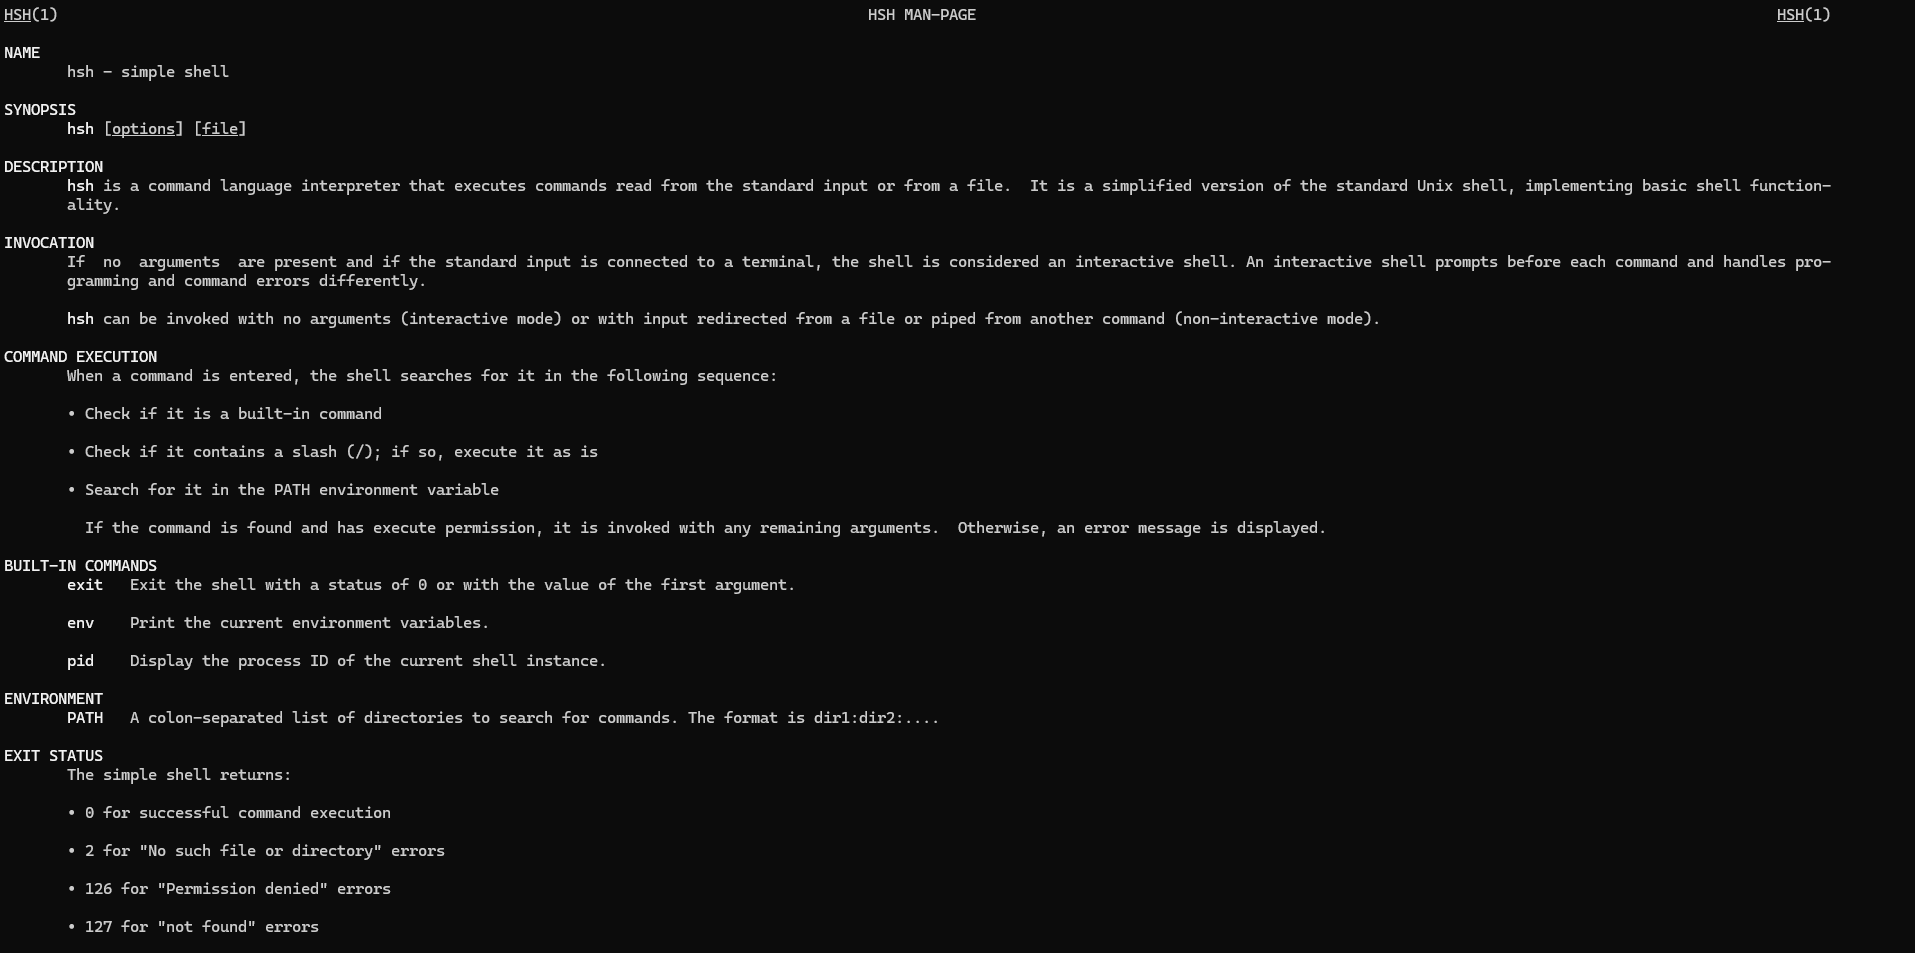 HSH(1) HSH MAN-PAGE HSH(1)
NAME
hsh - simple shell
SYNOPSIS
hsh [options] [file]
DESCRIPTION
hsh is a command language interpreter that executes commands read from the standard input or from a file.  It is a simplified version of the standard Unix shell, implementing basic shell function-
ality.
INVOCATION
If  no  arguments  are present and if the standard input is connected to a terminal, the shell is considered an interactive shell. An interactive shell prompts before each command and handles pro-
gramming and command errors differently.
hsh can be invoked with no arguments (interactive mode) or with input redirected from a file or piped from another command (non-interactive mode).
COMMAND EXECUTION
When a command is entered, the shell searches for it in the following sequence:
• Check if it is a built-in command
• Check if it contains a slash (/); if so, execute it as is
• Search for it in the PATH environment variable
If the command is found and has execute permission, it is invoked with any remaining arguments.  Otherwise, an error message is displayed.
BUILT-IN COMMANDS
exit   Exit the shell with a status of 0 or with the value of the first argument.
env    Print the current environment variables.
pid    Display the process ID of the current shell instance.
ENVIRONMENT
PATH   A colon-separated list of directories to search for commands. The format is dir1:dir2:....
EXIT STATUS
The simple shell returns:
• 0 for successful command execution
• 2 for "No such file or directory" errors
• 126 for "Permission denied" errors
• 127 for "not found" errors